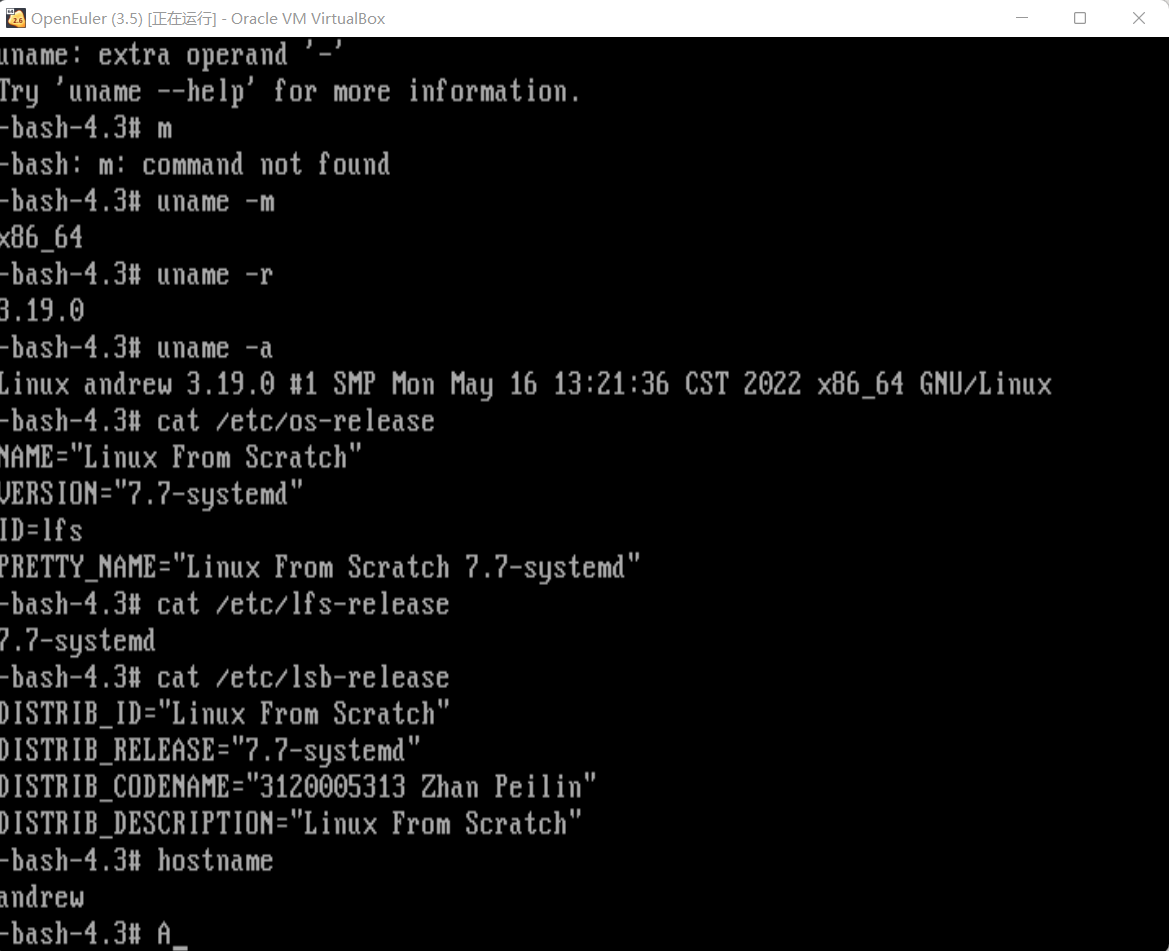 OpenEuler (3.5) [正在运行] - Oracle VM VirtualBox
uname: extra operand '-'
Try 'uname --help' for more information.
-bash-4.3# m
-bash: m: command not found
-bash-4.3# uname -m
x86_64
-bash-4.3# uname -r
3.19.0
-bash-4.3# uname -a
Linux andrew 3.19.0 #1 SMP Mon May 16 13:21:36 CST 2022 x86_64 GNU/Linux
-bash-4.3# cat /etc/os-release
NAME="Linux From Scratch"
VERSION="7.7-systemd"
ID=lfs
PRETTY_NAME="Linux From Scratch 7.7-systemd"
-bash-4.3# cat /etc/lfs-release
7.7-systemd
-bash-4.3# cat /etc/lsb-release
DISTRIB_ID="Linux From Scratch"
DISTRIB_RELEASE="7.7-systemd"
DISTRIB_CODENAME="3120005313 Zhan Peilin"
DISTRIB_DESCRIPTION="Linux From Scratch"
-bash-4.3# hostname
andrew
-bash-4.3# A_